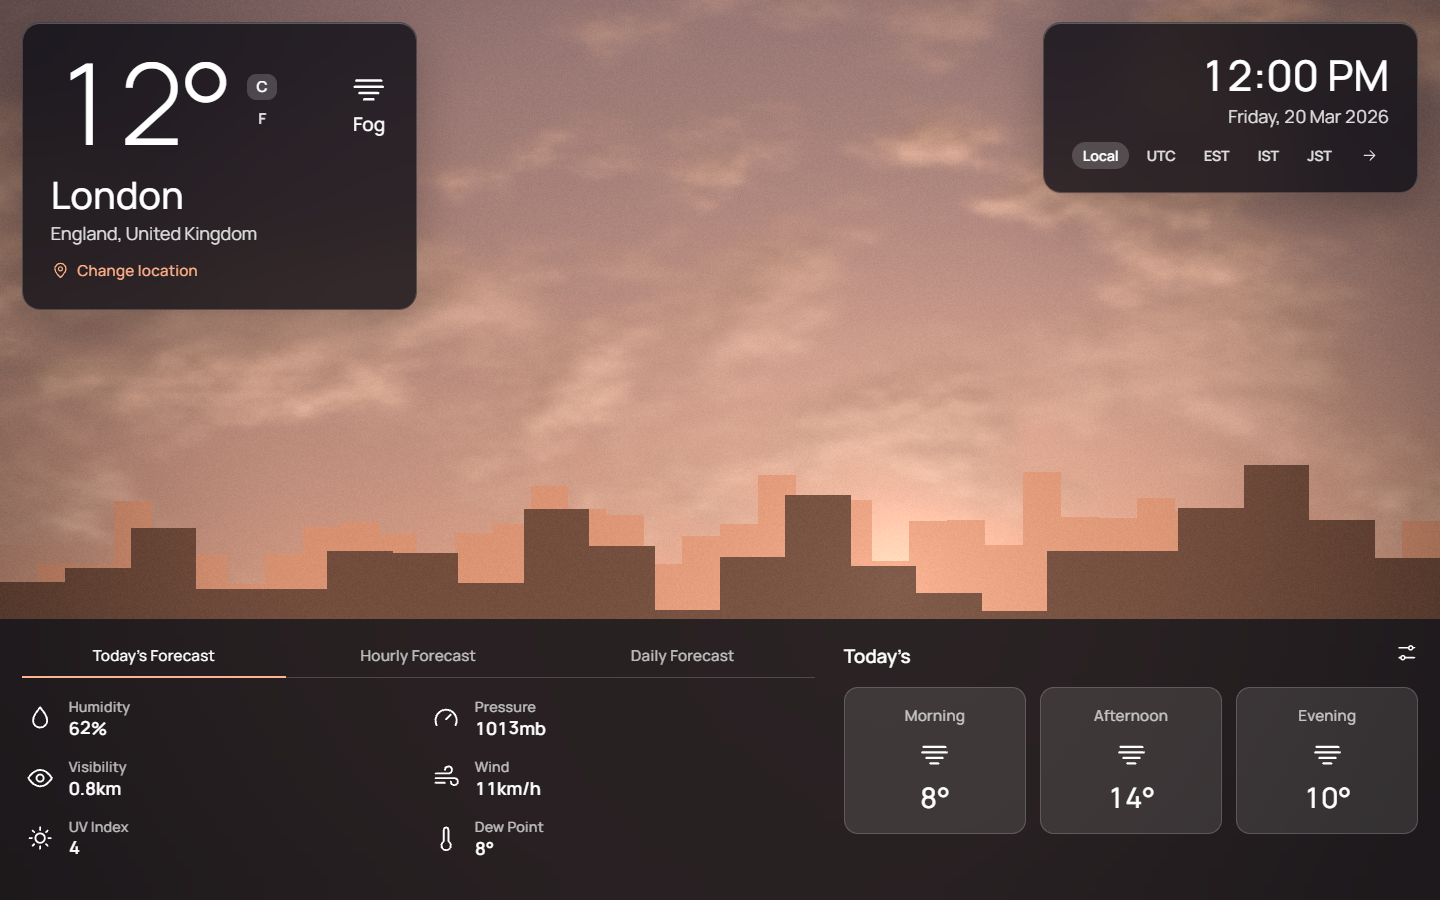 12°
C
F
Fog
London
England, United Kingdom
Change location
12:00 PM
Friday, 20 Mar 2026
Local UTC EST IST JST
Today's Forecast
Hourly Forecast
Daily Forecast
Humidity
62%
Pressure
1013mb
Visibility
0.8km
Wind
11km/h
UV Index
4
Dew Point
8°
Today's
Morning
8°
Afternoon
14°
Evening
10°